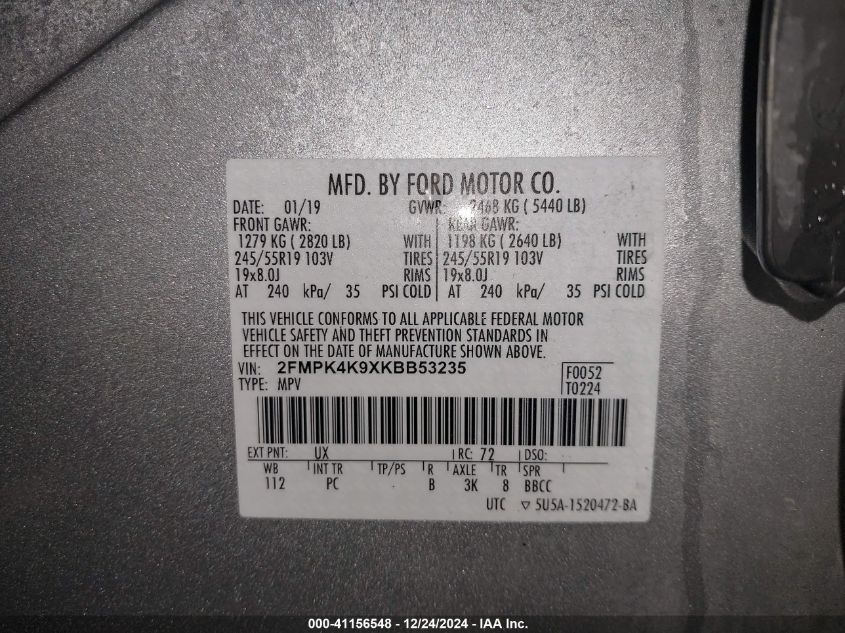 MFD. BY FORD MOTOR CO.
DATE: 01/19 GVWR: 2468 KG ( 5440 LB)
FRONT GAWR: REAR GAWR:
1279 KG ( 2820 LB) WITH 1198 KG ( 2640 LB) WITH
245/55R19 103V TIRES 245/55R19 103V TIRES
19x8.0J RIMS 19x8.0J RIMS
AT 240 kPa/ 35 PSI COLD AT 240 kPa/ 35 PSI COLD
THIS VEHICLE CONFORMS TO ALL APPLICABLE FEDERAL MOTOR
VEHICLE SAFETY AND THEFT PREVENTION STANDARDS IN
EFFECT ON THE DATE OF MANUFACTURE SHOWN ABOVE.
VIN: 2FMPK4K9XKBB53235 F0052
TYPE: MPV T0224
EXT PNT: UX RC: 72 DSO:
WB INT TR TP/PS R AXLE TR SPR
112 PC B 3K 8 BBCC
UTC ▽ 5U5A-1520472-BA
000-41156548 - 12/24/2024 - IAA Inc.